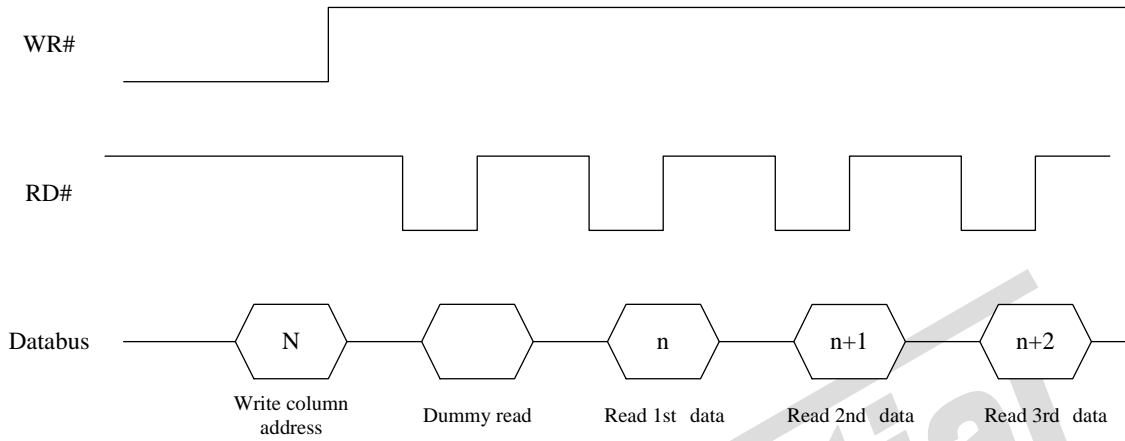 WR#
RD#
Databus
N
n
n+1
n+2
Write column
address
Dummy read
Read 1st data
Read 2nd data
Read 3rd data